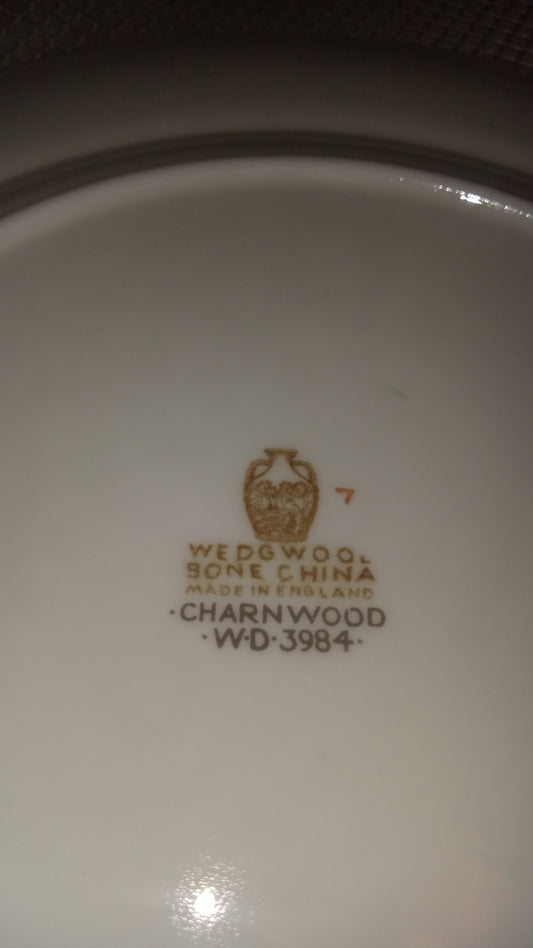 7
WEDGWOOD
BONE CHINA
MADE IN ENGLAND
·CHARNWOOD
·W·D·3984·